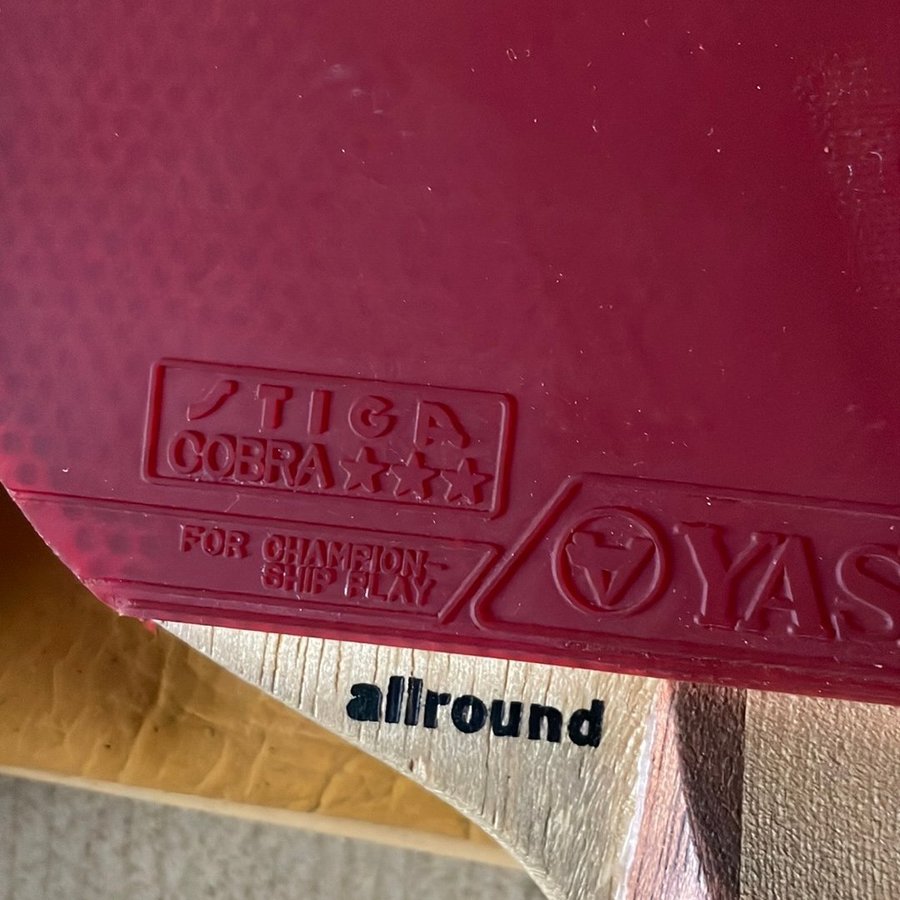 STIGA
COBRA★★★
FOR CHAMPION-
SHIP PLAY
YAS
allround